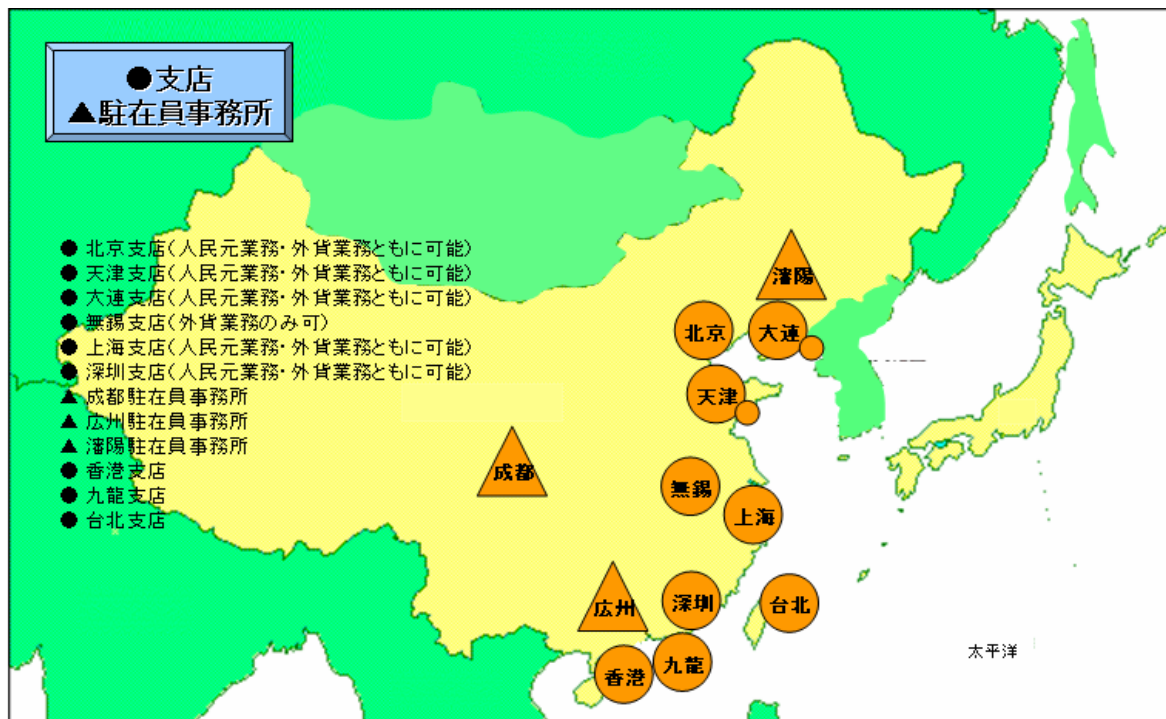 ●支店
▲駐在員事務所
● 北京支店(人民元業務・外貨業務ともに可能)
● 天津支店(人民元業務・外貨業務ともに可能)
● 大連支店(人民元業務・外貨業務ともに可能)
● 無錫支店(外貨業務のみ可)
● 上海支店(人民元業務・外貨業務ともに可能)
● 深圳支店(人民元業務・外貨業務ともに可能)
▲ 成都駐在員事務所
▲ 広州駐在員事務所
▲ 瀋陽駐在員事務所
● 香港支店
● 九龍支店
● 台北支店
瀋陽
北京
大連
天津
成都
無錫
上海
広州
深圳
台北
香港
九龍
太平洋